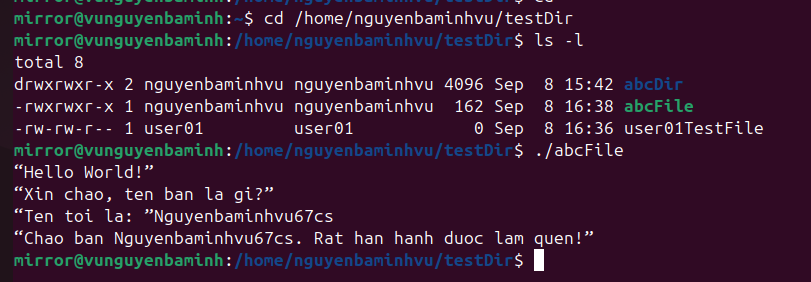 mirror@vunguyenbaminh:~$ cd /home/nguyenbaminhvu/testDir
mirror@vunguyenbaminh:/home/nguyenbaminhvu/testDir$ ls -l
total 8
drwxrwxr-x 2 nguyenbaminhvu nguyenbaminhvu 4096 Sep  8 15:42 abcDir
-rwxrwxr-x 1 nguyenbaminhvu nguyenbaminhvu  162 Sep  8 16:38 abcFile
-rw-rw-r-- 1 user01         user01            0 Sep  8 16:36 user01TestFile
mirror@vunguyenbaminh:/home/nguyenbaminhvu/testDir$ ./abcFile
“Hello World!”
“Xin chao, ten ban la gi?”
“Ten toi la: ”Nguyenbaminhvu67cs
“Chao ban Nguyenbaminhvu67cs. Rat han hanh duoc lam quen!”
mirror@vunguyenbaminh:/home/nguyenbaminhvu/testDir$